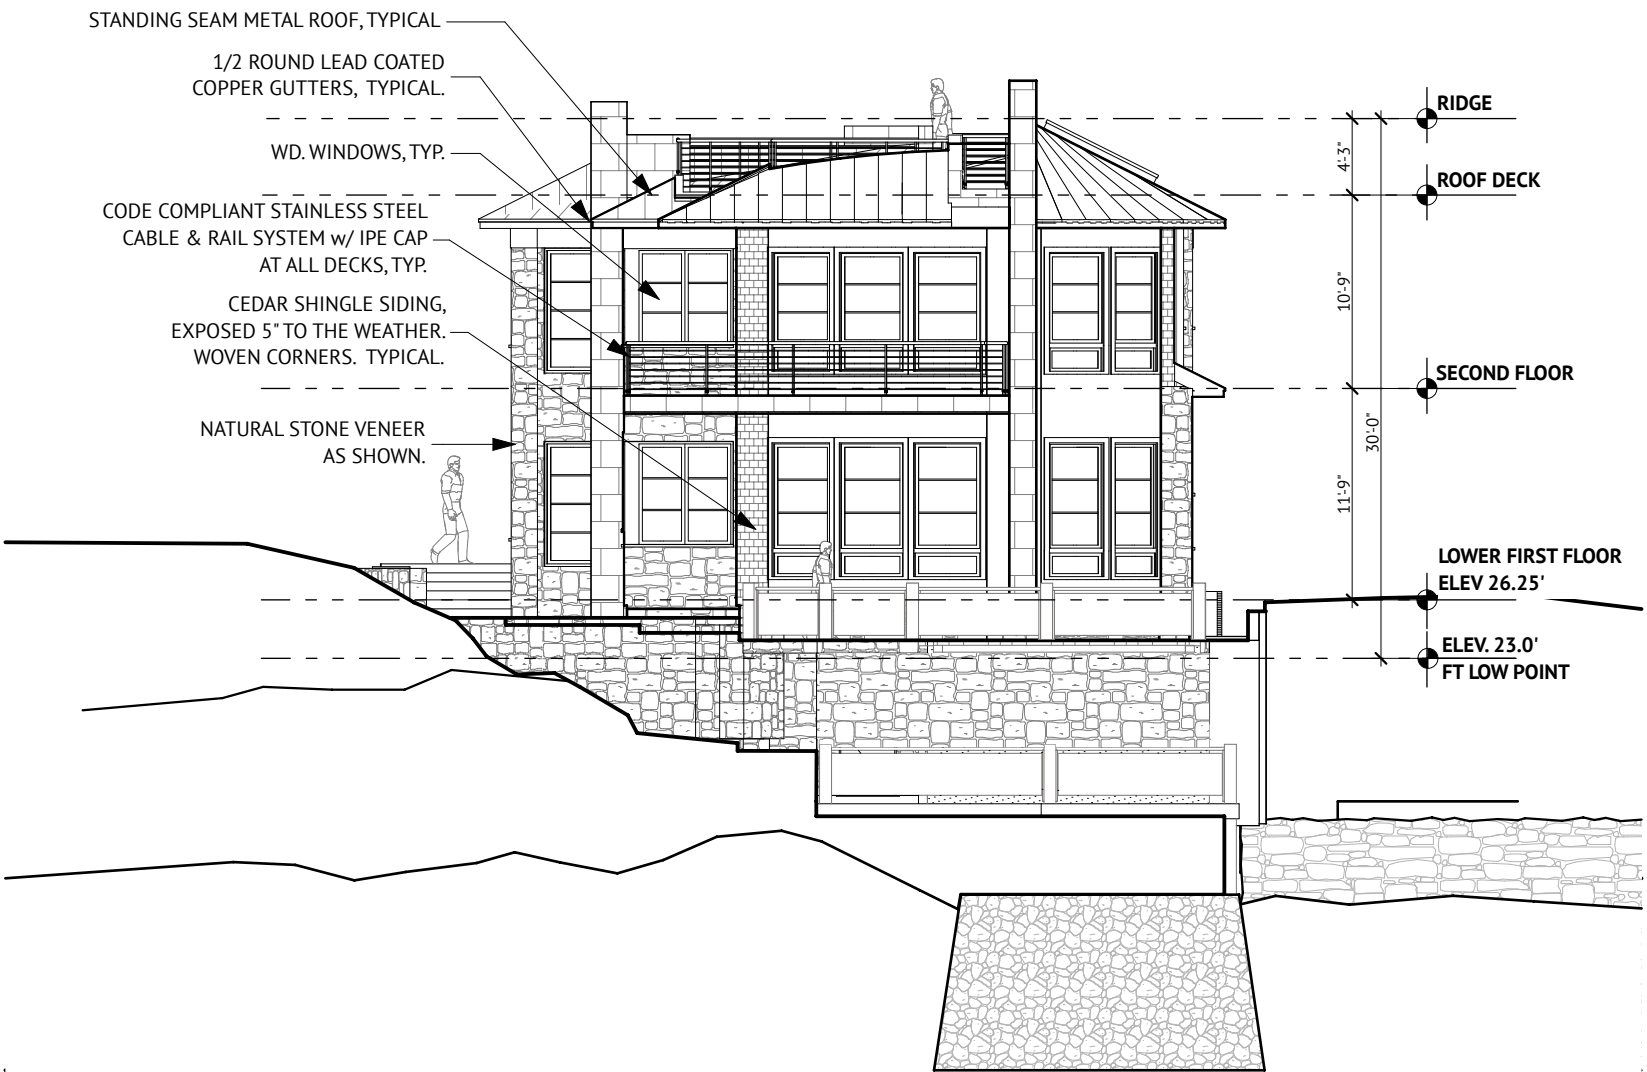 STANDING SEAM METAL ROOF, TYPICAL
1/2 ROUND LEAD COATED
COPPER GUTTERS, TYPICAL.
WD. WINDOWS, TYP.
CODE COMPLIANT STAINLESS STEEL
CABLE & RAIL SYSTEM w/ IPE CAP
AT ALL DECKS, TYP.
CEDAR SHINGLE SIDING,
EXPOSED 5" TO THE WEATHER.
WOVEN CORNERS. TYPICAL.
NATURAL STONE VENEER
AS SHOWN.
RIDGE
4'-3"
ROOF DECK
10'-9"
SECOND FLOOR
30'-0"
11'-9"
LOWER FIRST FLOOR
ELEV 26.25'
ELEV. 23.0'
FT LOW POINT